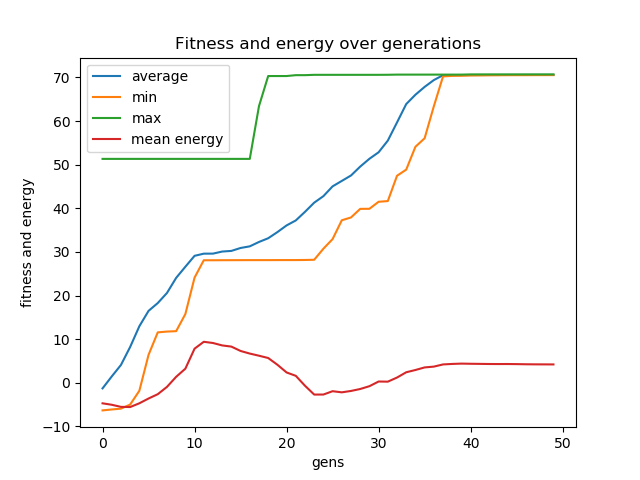 Fitness and energy over generations
average
min
max
mean energy
fitness and energy
70
60
50
40
30
20
10
0
−10
0 10 20 30 40 50
gens